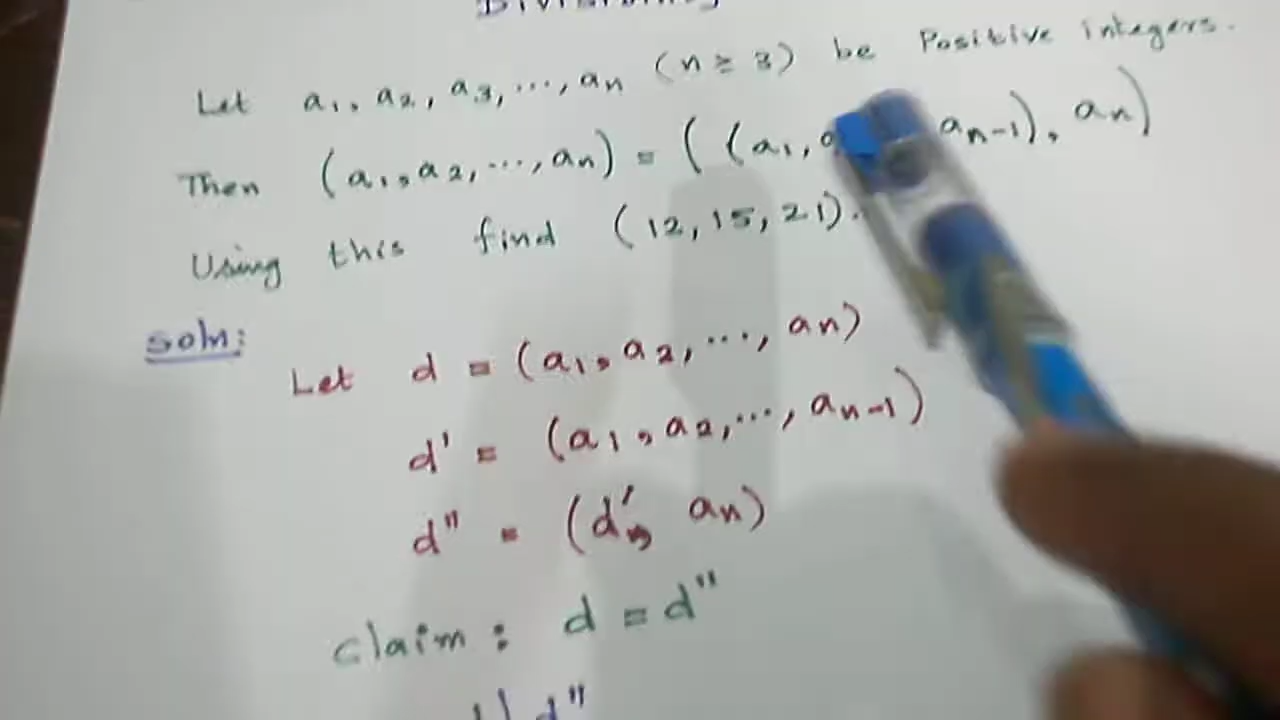 Let a₁, a₂, a₃, ..., aₙ (n ≥ 3) be Positive integers.
Then (a₁, a₂, ..., aₙ) = ((a₁, aₙ₋₁), aₙ)
Using this find (12, 15, 21).
Soln:
Let d = (a₁, a₂, ..., aₙ)
d' = (a₁, a₂, ..., aₙ₋₁)
d" = (d', aₙ)
claim: d = d"
d"